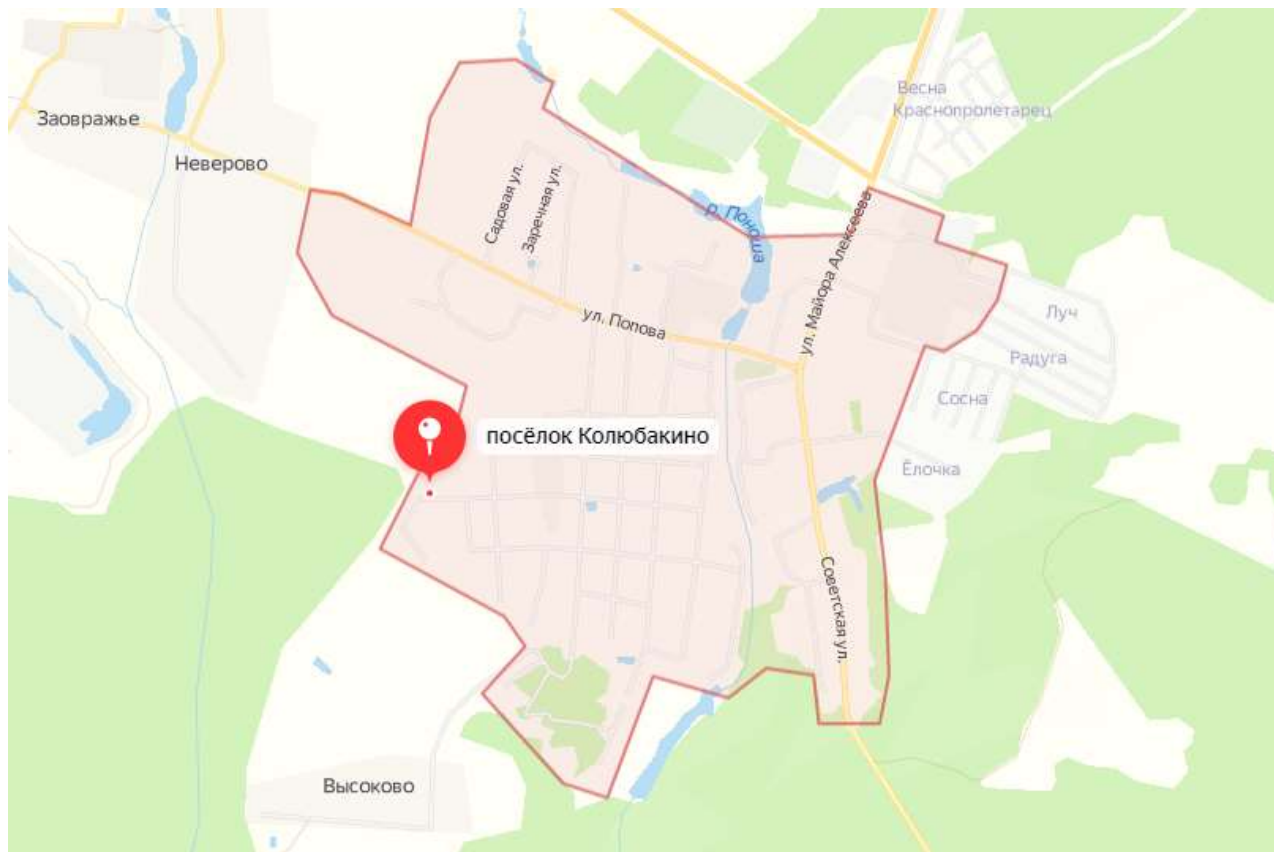 Весна
Краснопролетарец
Заовражье
Неверово
Садовая ул.
Заречная ул.
р. Поноша
ул. Майора Алексеева
ул. Попова
Луч
Радуга
Сосна
посёлок Колюбакино
Ёлочка
Советская ул.
Высоково